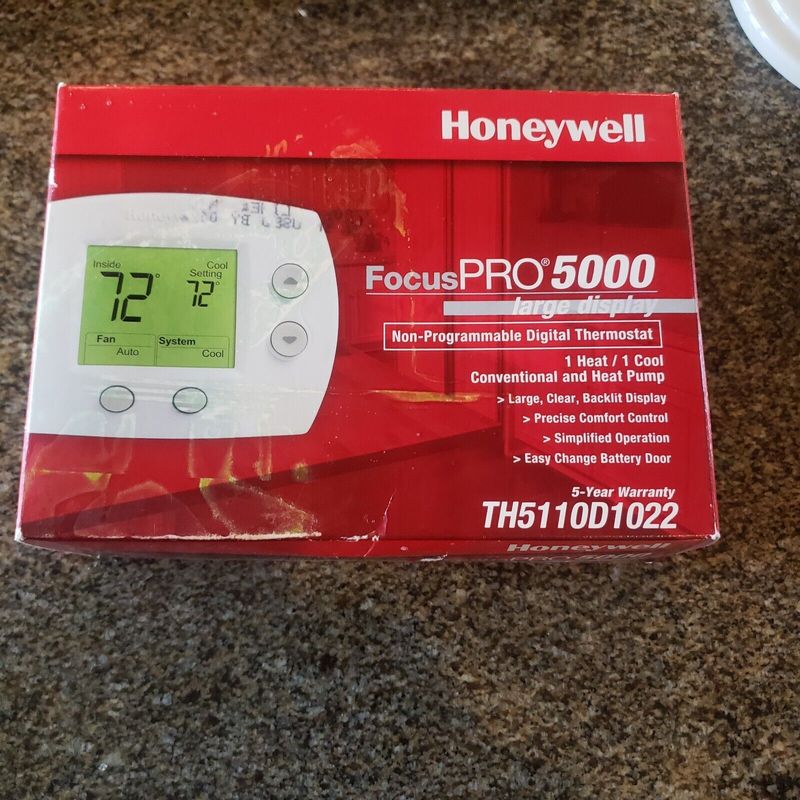 Honeywell
FocusPRO® 5000
large display
Non-Programmable Digital Thermostat
1 Heat / 1 Cool
Conventional and Heat Pump
> Large, Clear, Backlit Display
> Precise Comfort Control
> Simplified Operation
> Easy Change Battery Door
5-Year Warranty
TH5110D1022
Inside
Cool
Setting
72° 72°
Fan System
Auto Cool
Honeywell